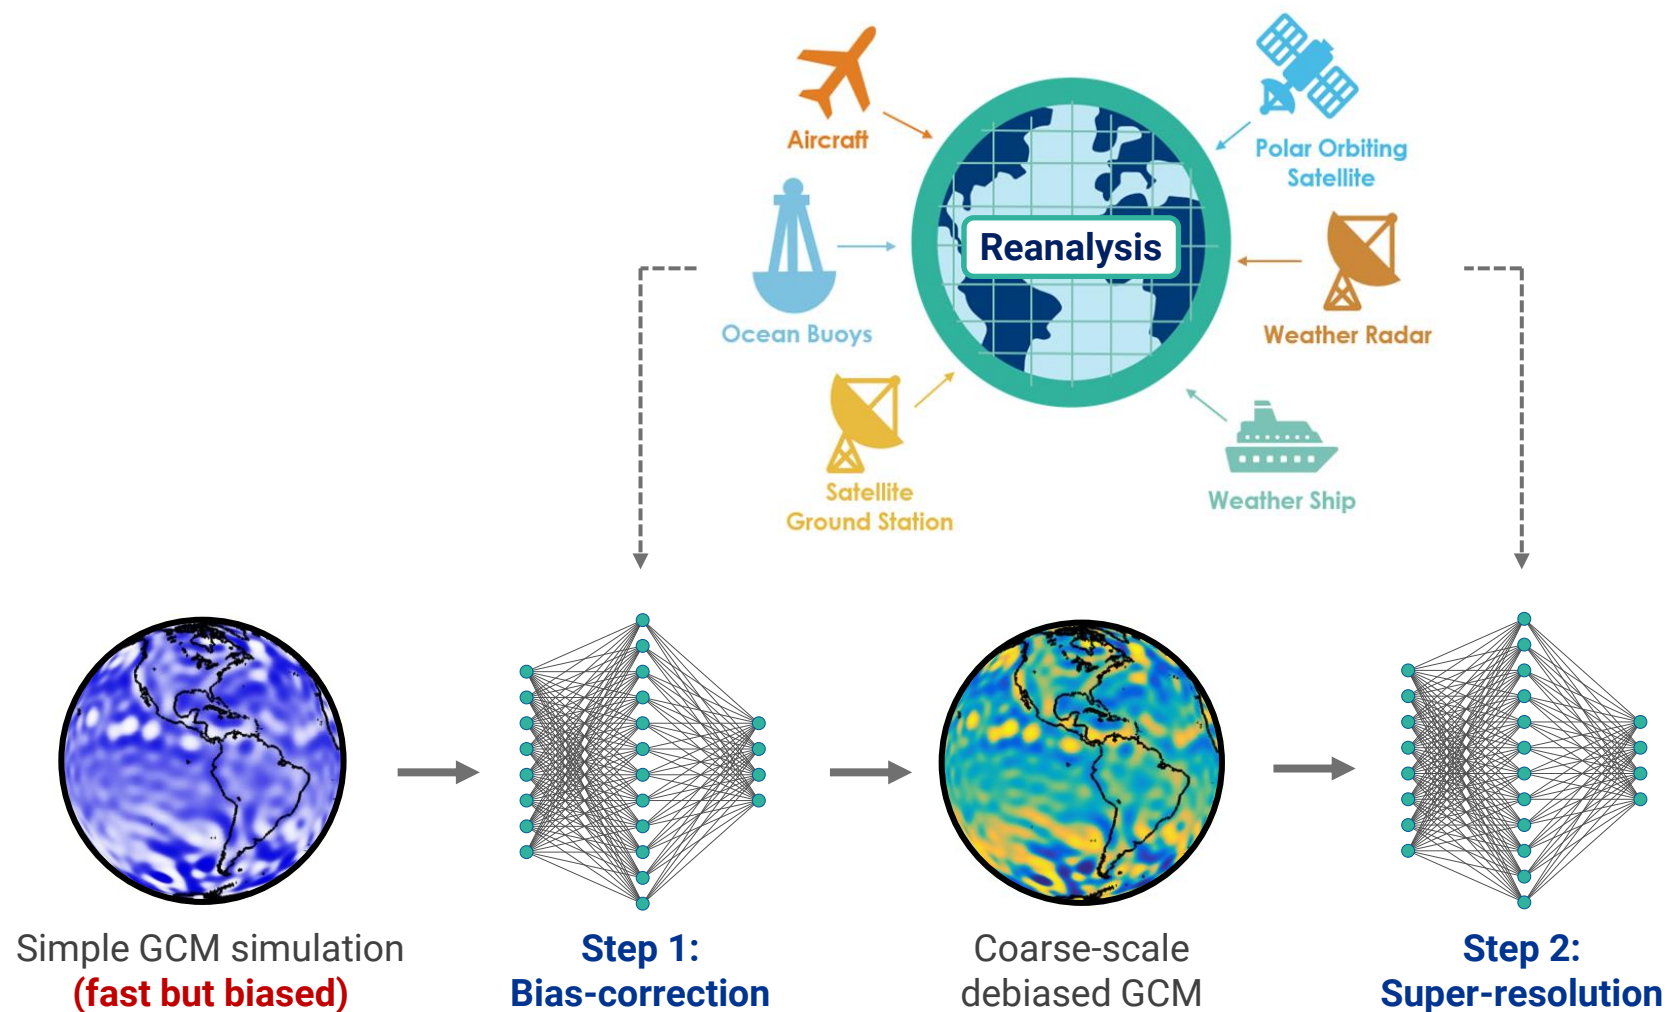 Aircraft
Polar Orbiting
Satellite
Reanalysis
Ocean Buoys
Weather Radar
Satellite
Ground Station
Weather Ship
Simple GCM simulation
(fast but biased)
Step 1:
Bias-correction
Coarse-scale
debiased GCM
Step 2:
Super-resolution